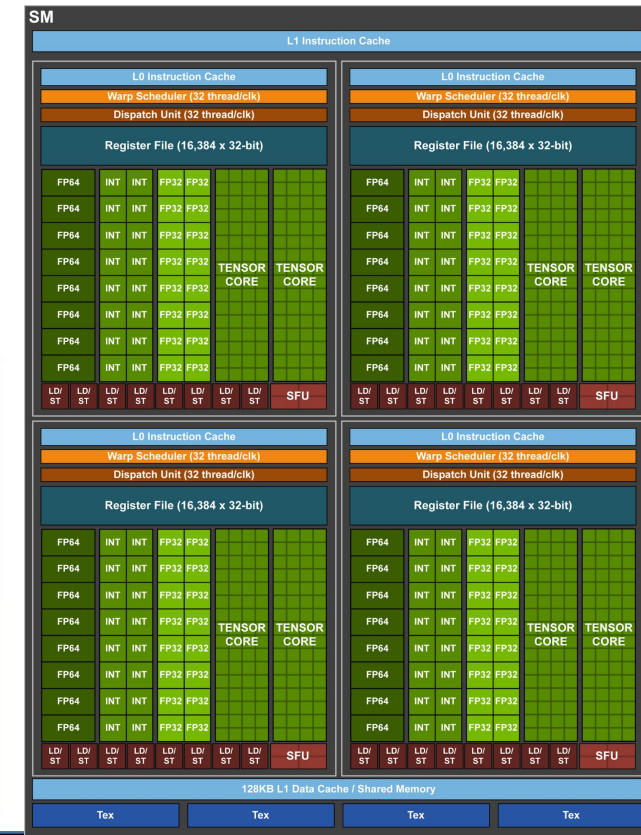 SM
L1 Instruction Cache
L0 Instruction Cache
Warp Scheduler (32 thread/clk)
Dispatch Unit (32 thread/clk)
Register File (16,384 x 32-bit)
FP64 INT INT FP32 FP32
FP64 INT INT FP32 FP32
FP64 INT INT FP32 FP32
FP64 INT INT FP32 FP32
FP64 INT INT FP32 FP32
FP64 INT INT FP32 FP32
FP64 INT INT FP32 FP32
FP64 INT INT FP32 FP32
TENSOR TENSOR
CORE CORE
LD/ LD/ LD/ LD/ LD/ LD/ LD/ LD/
ST ST ST ST ST ST ST ST
SFU
L0 Instruction Cache
Warp Scheduler (32 thread/clk)
Dispatch Unit (32 thread/clk)
Register File (16,384 x 32-bit)
FP64 INT INT FP32 FP32
FP64 INT INT FP32 FP32
FP64 INT INT FP32 FP32
FP64 INT INT FP32 FP32
FP64 INT INT FP32 FP32
FP64 INT INT FP32 FP32
FP64 INT INT FP32 FP32
FP64 INT INT FP32 FP32
TENSOR TENSOR
CORE CORE
LD/ LD/ LD/ LD/ LD/ LD/ LD/ LD/
ST ST ST ST ST ST ST ST
SFU
L0 Instruction Cache
Warp Scheduler (32 thread/clk)
Dispatch Unit (32 thread/clk)
Register File (16,384 x 32-bit)
FP64 INT INT FP32 FP32
FP64 INT INT FP32 FP32
FP64 INT INT FP32 FP32
FP64 INT INT FP32 FP32
FP64 INT INT FP32 FP32
FP64 INT INT FP32 FP32
FP64 INT INT FP32 FP32
FP64 INT INT FP32 FP32
TENSOR TENSOR
CORE CORE
LD/ LD/ LD/ LD/ LD/ LD/ LD/ LD/
ST ST ST ST ST ST ST ST
SFU
L0 Instruction Cache
Warp Scheduler (32 thread/clk)
Dispatch Unit (32 thread/clk)
Register File (16,384 x 32-bit)
FP64 INT INT FP32 FP32
FP64 INT INT FP32 FP32
FP64 INT INT FP32 FP32
FP64 INT INT FP32 FP32
FP64 INT INT FP32 FP32
FP64 INT INT FP32 FP32
FP64 INT INT FP32 FP32
FP64 INT INT FP32 FP32
TENSOR TENSOR
CORE CORE
LD/ LD/ LD/ LD/ LD/ LD/ LD/ LD/
ST ST ST ST ST ST ST ST
SFU
128KB L1 Data Cache / Shared Memory
Tex Tex Tex Tex